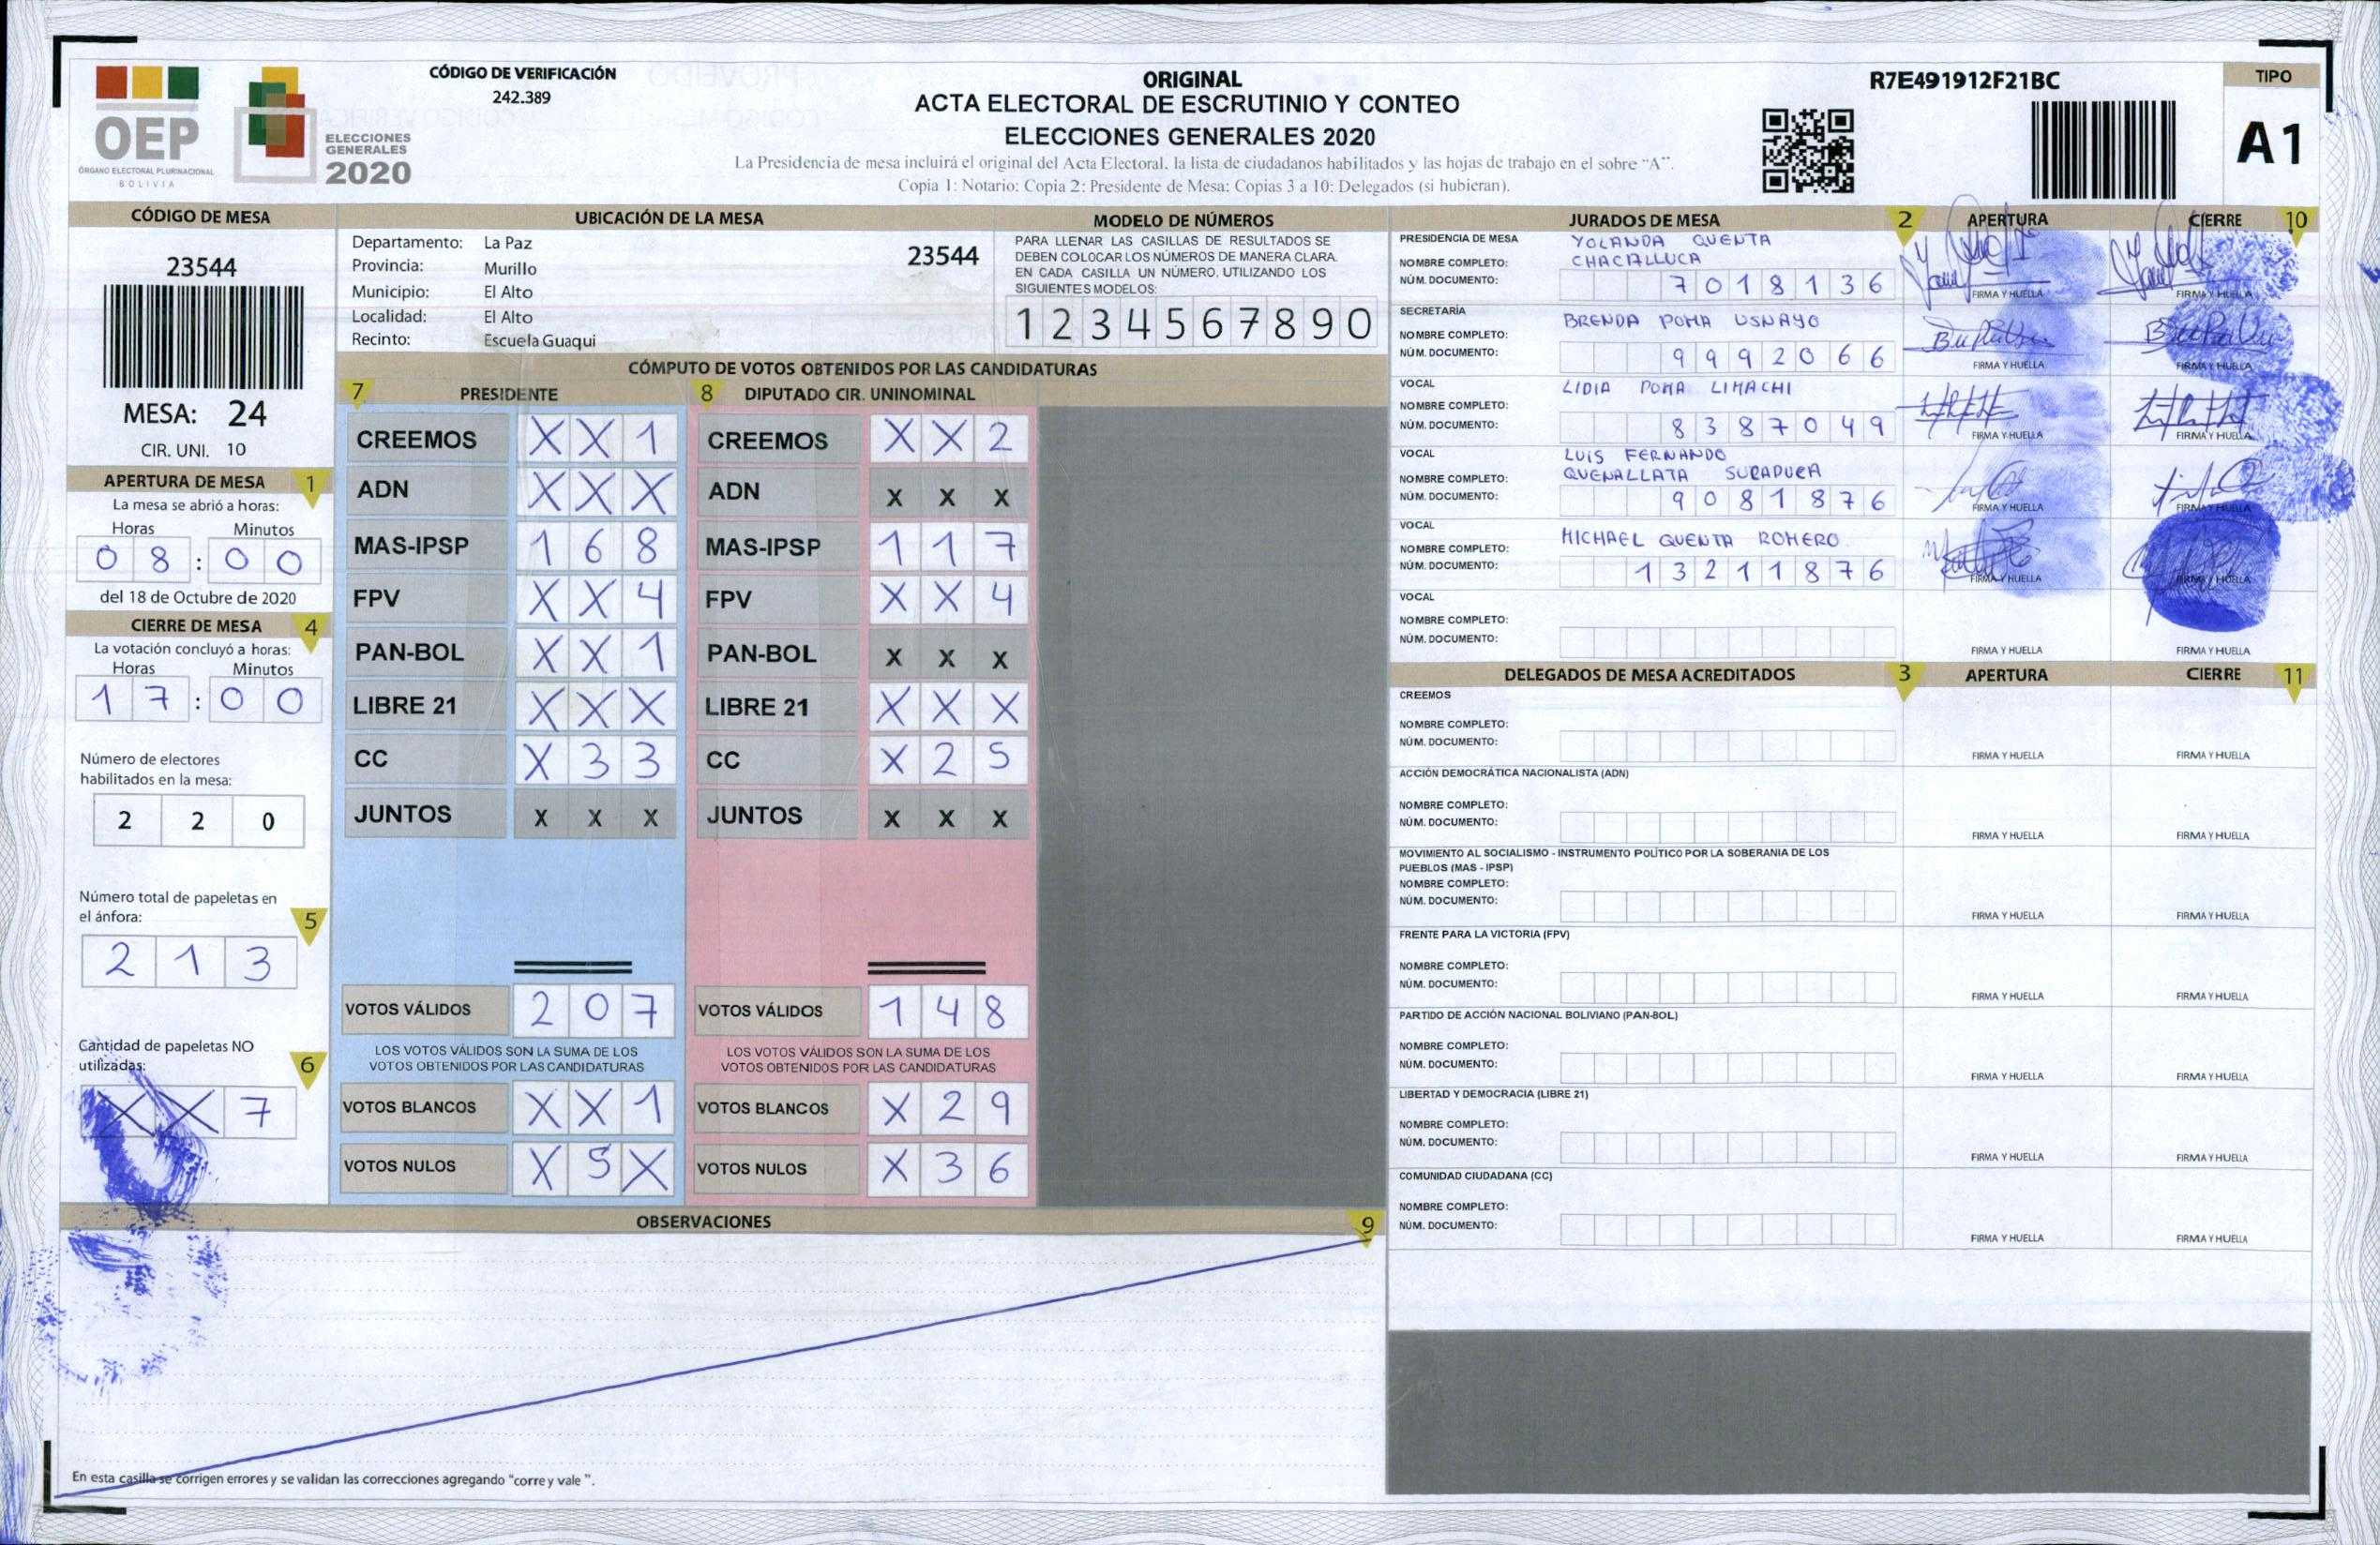 OEP
ÓRGANO ELECTORAL PLURINACIONAL
BOLIVIA
ELECCIONES
GENERALES
2020
CÓDIGO DE VERIFICACIÓN
242.389
ORIGINAL
ACTA ELECTORAL DE ESCRUTINIO Y CONTEO
ELECCIONES GENERALES 2020
La Presidencia de mesa incluirá el original del Acta Electoral, la lista de ciudadanos habilitados y las hojas de trabajo en el sobre "A".
Copia 1: Notario; Copia 2: Presidente de Mesa; Copias 3 a 10: Delegados (si hubieran).
R7E491912F21BC
TIPO
A1
CÓDIGO DE MESA
23544
MESA: 24
CIR. UNI. 10
APERTURA DE MESA 1
La mesa se abrió a horas:
Horas Minutos
0 8 : 0 0
del 18 de Octubre de 2020
CIERRE DE MESA 4
La votación concluyó a horas:
Horas Minutos
1 7 : 0 0
Número de electores
habilitados en la mesa:
2 2 0
Número total de papeletas en
el ánfora: 5
2 1 3
Cantidad de papeletas NO
utilizadas: 6
X X 7
UBICACIÓN DE LA MESA
Departamento: La Paz 23544
Provincia: Murillo
Municipio: El Alto
Localidad: El Alto
Recinto: Escuela Guaqui
MODELO DE NÚMEROS
PARA LLENAR LAS CASILLAS DE RESULTADOS SE
DEBEN COLOCAR LOS NÚMEROS DE MANERA CLARA.
EN CADA CASILLA UN NÚMERO, UTILIZANDO LOS
SIGUIENTES MODELOS:
1 2 3 4 5 6 7 8 9 0
CÓMPUTO DE VOTOS OBTENIDOS POR LAS CANDIDATURAS
7 PRESIDENTE 8 DIPUTADO CIR. UNINOMINAL
CREEMOS X X 1 CREEMOS X X 2
ADN X X X ADN X X X
MAS-IPSP 1 6 8 MAS-IPSP 1 1 7
FPV X X 4 FPV X X 4
PAN-BOL X X 1 PAN-BOL X X X
LIBRE 21 X X X LIBRE 21 X X X
CC X 3 3 CC X 2 5
JUNTOS X X X JUNTOS X X X
VOTOS VÁLIDOS 2 0 7 VOTOS VÁLIDOS 1 4 8
LOS VOTOS VÁLIDOS SON LA SUMA DE LOS LOS VOTOS VÁLIDOS SON LA SUMA DE LOS
VOTOS OBTENIDOS POR LAS CANDIDATURAS VOTOS OBTENIDOS POR LAS CANDIDATURAS
VOTOS BLANCOS X X 1 VOTOS BLANCOS X 2 9
VOTOS NULOS X 5 X VOTOS NULOS X 3 6
OBSERVACIONES 9
En esta casilla se corrigen errores y se validan las correcciones agregando "corre y vale".
JURADOS DE MESA 2 APERTURA CIERRE 10
PRESIDENCIA DE MESA YOLANDA QUENTA
NOMBRE COMPLETO: CHACALLUCA
NÚM. DOCUMENTO: 7 0 1 8 1 3 6 FIRMA Y HUELLA FIRMA Y HUELLA
SECRETARÍA
BRENDA POMA USNAYO
NOMBRE COMPLETO:
NÚM. DOCUMENTO: 9 9 9 2 0 6 6 FIRMA Y HUELLA FIRMA Y HUELLA
VOCAL LIDIA POMA LIMACHI
NOMBRE COMPLETO:
NÚM. DOCUMENTO: 8 3 8 7 0 4 9 FIRMA Y HUELLA FIRMA Y HUELLA
VOCAL LUIS FERNANDO
NOMBRE COMPLETO: QUENALLATA SURAPURA
NÚM. DOCUMENTO: 9 0 8 1 8 7 6 FIRMA Y HUELLA FIRMA Y HUELLA
VOCAL
NOMBRE COMPLETO: MICHAEL QUENTA ROMERO
NÚM. DOCUMENTO: 1 3 2 1 1 8 7 6 FIRMA Y HUELLA FIRMA Y HUELLA
VOCAL
NOMBRE COMPLETO:
NÚM. DOCUMENTO: FIRMA Y HUELLA FIRMA Y HUELLA
DELEGADOS DE MESA ACREDITADOS 3 APERTURA CIERRE 11
CREEMOS
NOMBRE COMPLETO:
NÚM. DOCUMENTO: FIRMA Y HUELLA FIRMA Y HUELLA
ACCIÓN DEMOCRÁTICA NACIONALISTA (ADN)
NOMBRE COMPLETO:
NÚM. DOCUMENTO: FIRMA Y HUELLA FIRMA Y HUELLA
MOVIMIENTO AL SOCIALISMO - INSTRUMENTO POLÍTICO POR LA SOBERANIA DE LOS
PUEBLOS (MAS - IPSP)
NOMBRE COMPLETO:
NÚM. DOCUMENTO: FIRMA Y HUELLA FIRMA Y HUELLA
FRENTE PARA LA VICTORIA (FPV)
NOMBRE COMPLETO:
NÚM. DOCUMENTO: FIRMA Y HUELLA FIRMA Y HUELLA
PARTIDO DE ACCIÓN NACIONAL BOLIVIANO (PAN-BOL)
NOMBRE COMPLETO:
NÚM. DOCUMENTO: FIRMA Y HUELLA FIRMA Y HUELLA
LIBERTAD Y DEMOCRACIA (LIBRE 21)
NOMBRE COMPLETO:
NÚM. DOCUMENTO: FIRMA Y HUELLA FIRMA Y HUELLA
COMUNIDAD CIUDADANA (CC)
NOMBRE COMPLETO:
NÚM. DOCUMENTO: FIRMA Y HUELLA FIRMA Y HUELLA